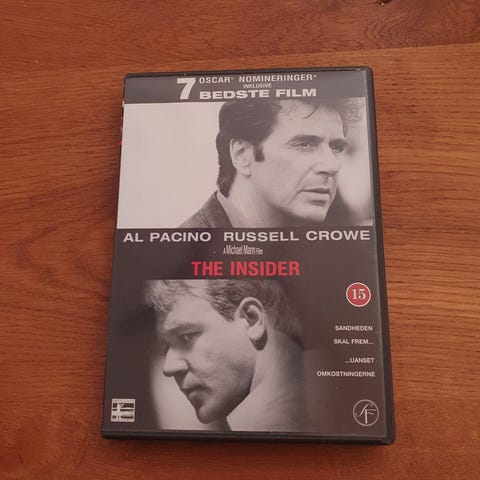 7 OSCAR® NOMINERINGER*
INKLUSIVE
BEDSTE FILM
AL PACINO RUSSELL CROWE
A Michael Mann Film
THE INSIDER
15
SANDHEDEN
SKAL FREM...
...UANSET
OMKOSTNINGERNE
SF